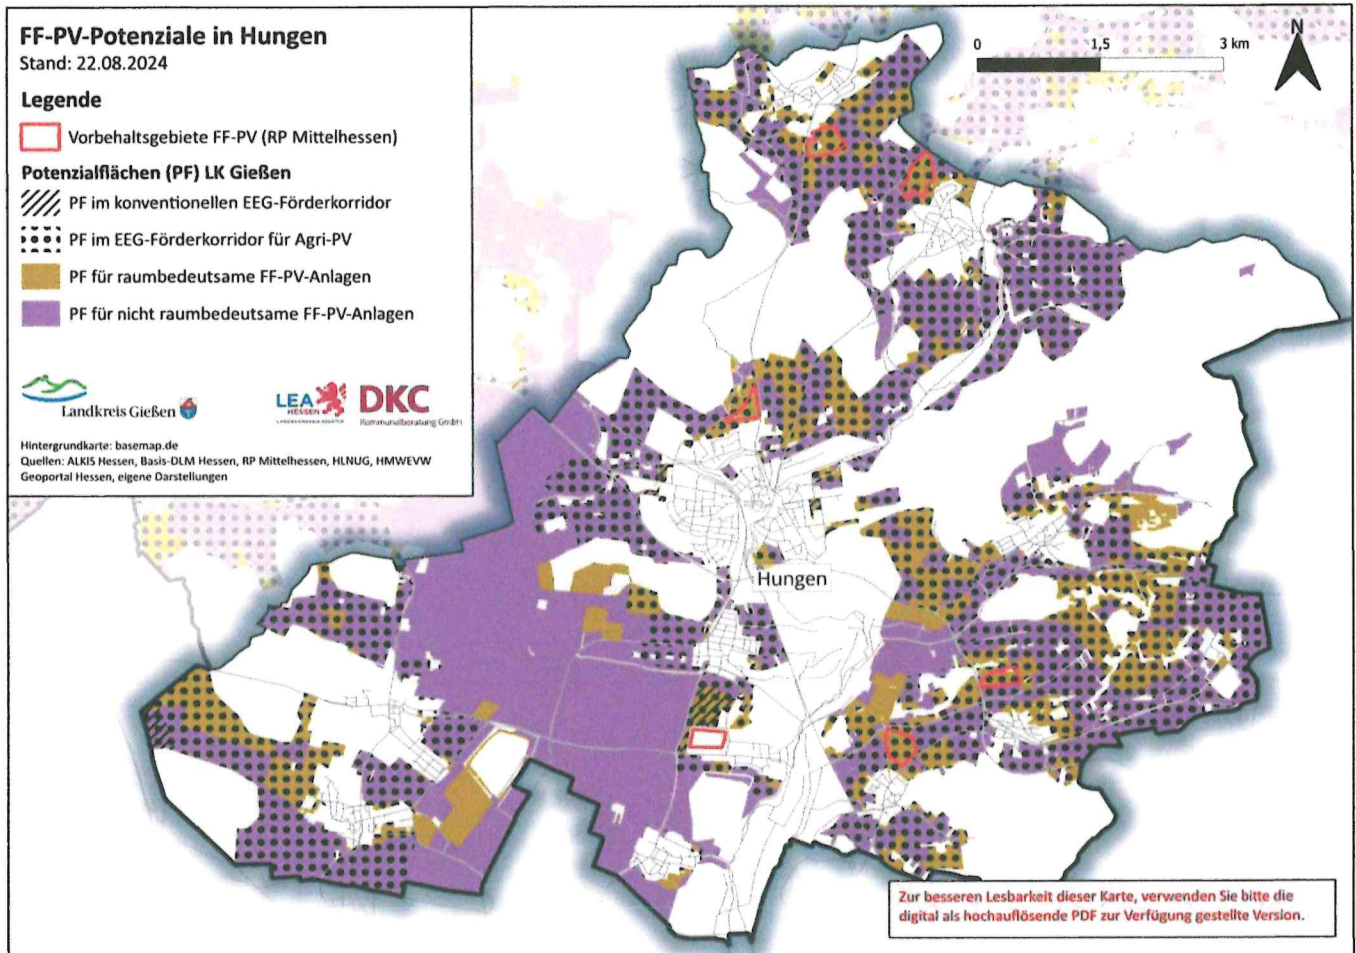 FF-PV-Potenziale in Hungen
Stand: 22.08.2024
Legende
Vorbehaltsgebiete FF-PV (RP Mittelhessen)
Potenzialflächen (PF) LK Gießen
PF im konventionellen EEG-Förderkorridor
PF im EEG-Förderkorridor für Agri-PV
PF für raumbedeutsame FF-PV-Anlagen
PF für nicht raumbedeutsame FF-PV-Anlagen
Landkreis Gießen
LEA
HESSEN
LANDESENERGIEAGENTUR
DKC
Kommunalberatung GmbH
Hintergrundkarte: basemap.de
Quellen: ALKIS Hessen, Basis-DLM Hessen, RP Mittelhessen, HLNUG, HMWEVW
Geoportal Hessen, eigene Darstellungen
0 1,5 3 km
N
Hungen
Zur besseren Lesbarkeit dieser Karte, verwenden Sie bitte die
digital als hochauflösende PDF zur Verfügung gestellte Version.